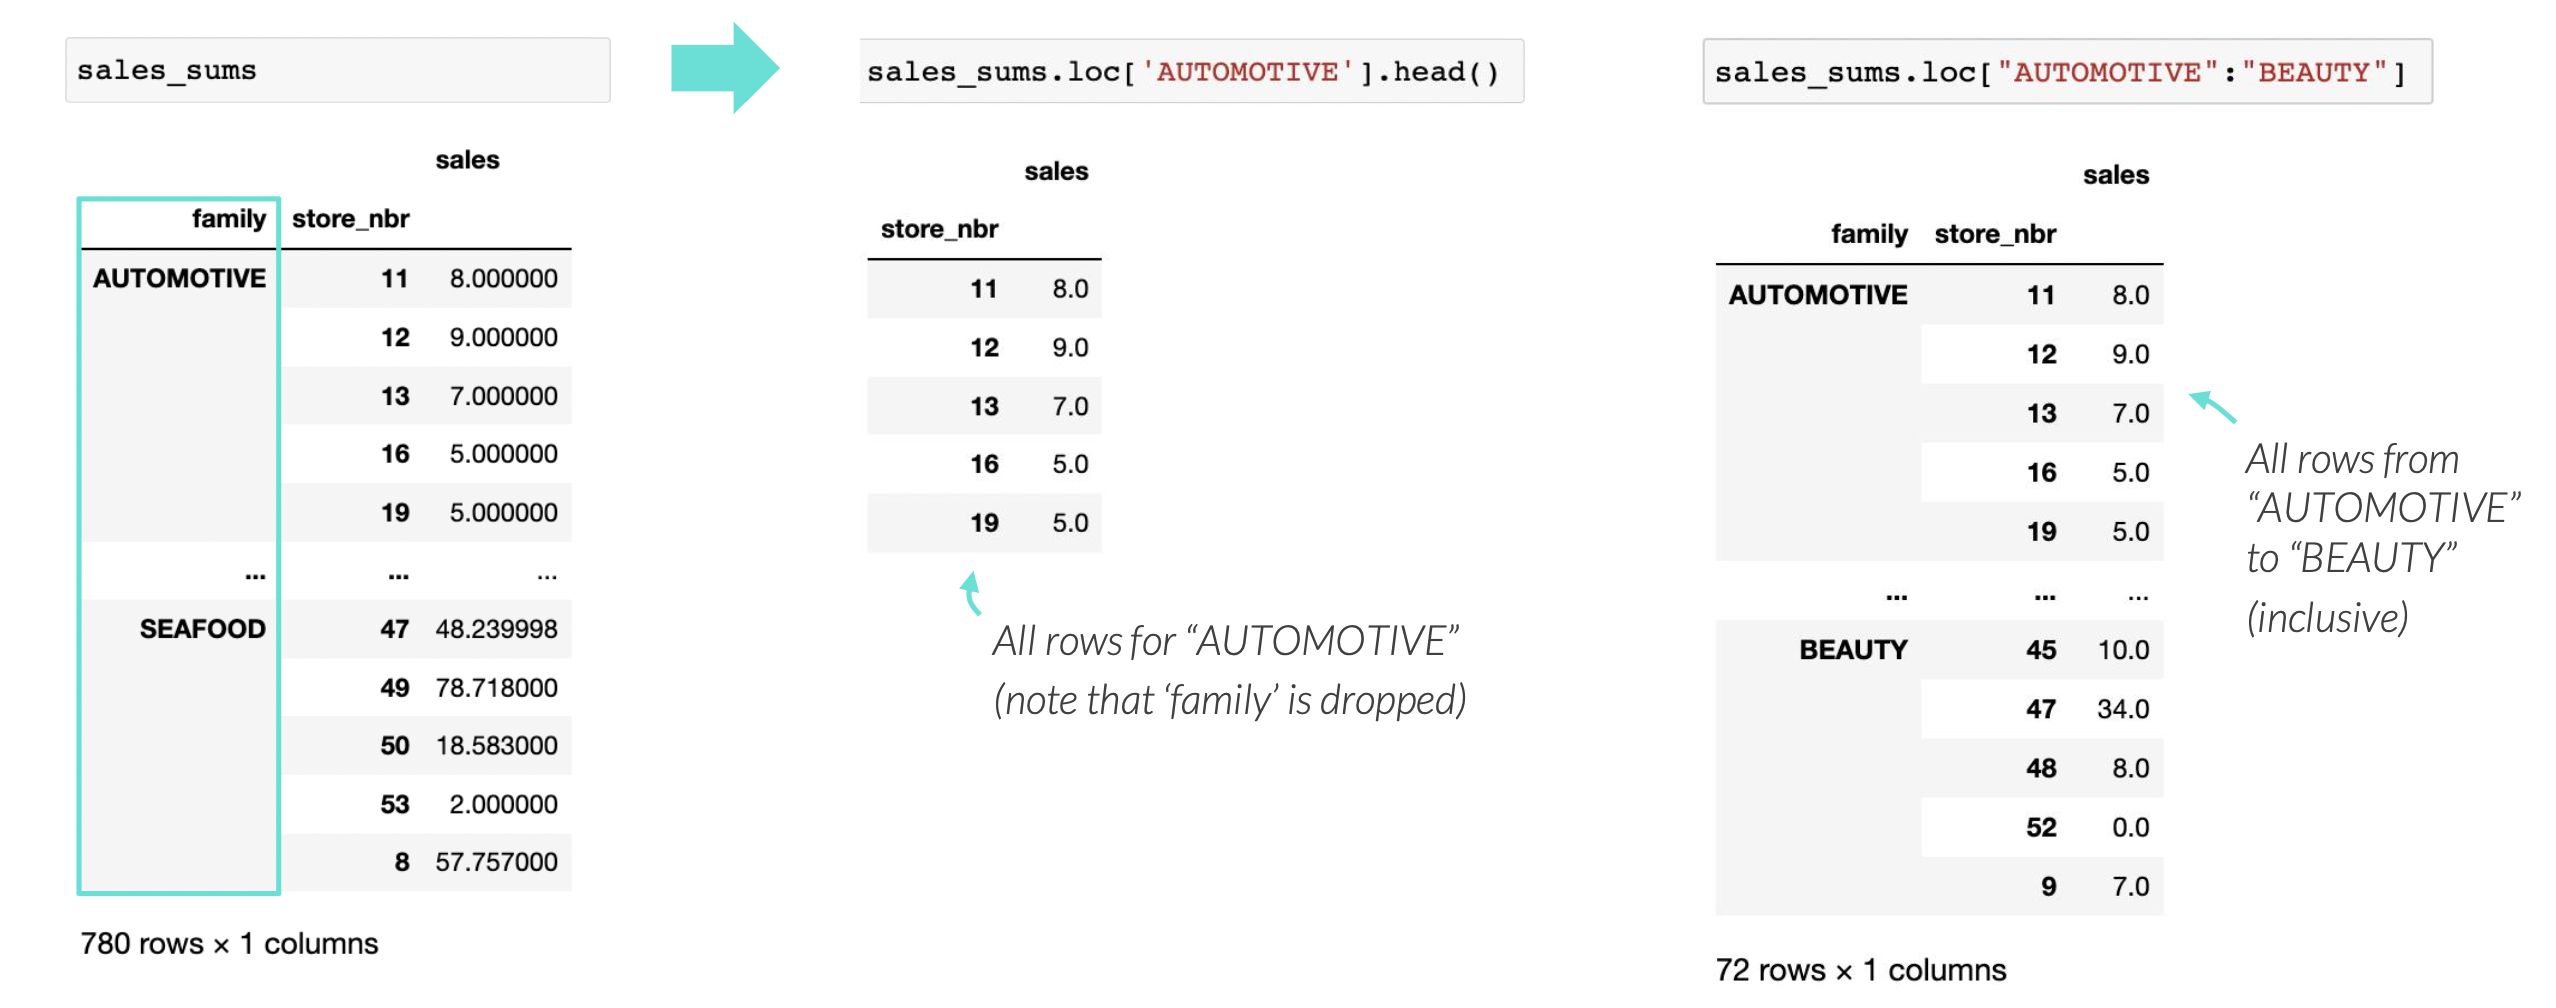 sales_sums
sales
family store_nbr
AUTOMOTIVE 11 8.000000
12 9.000000
13 7.000000
16 5.000000
19 5.000000
... ... ...
SEAFOOD 47 48.239998
49 78.718000
50 18.583000
53 2.000000
8 57.757000
780 rows × 1 columns
sales_sums.loc['AUTOMOTIVE'].head()
sales
store_nbr
11 8.0
12 9.0
13 7.0
16 5.0
19 5.0
All rows for “AUTOMOTIVE”
(note that ‘family’ is dropped)
sales_sums.loc["AUTOMOTIVE":"BEAUTY"]
sales
family store_nbr
AUTOMOTIVE 11 8.0
12 9.0
13 7.0
16 5.0
19 5.0
... ... ...
BEAUTY 45 10.0
47 34.0
48 8.0
52 0.0
9 7.0
72 rows × 1 columns
All rows from
“AUTOMOTIVE”
to “BEAUTY”
(inclusive)